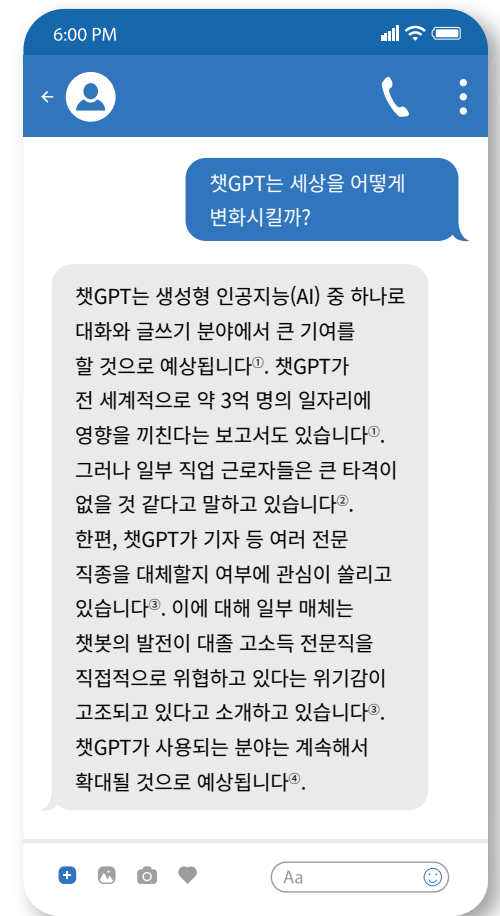 6:00 PM
챗GPT는 세상을 어떻게
변화시킬까?
챗GPT는 생성형 인공지능(AI) 중 하나로
대화와 글쓰기 분야에서 큰 기여를
할 것으로 예상됩니다①. 챗GPT가
전 세계적으로 약 3억 명의 일자리에
영향을 끼친다는 보고서도 있습니다①.
그러나 일부 직업 근로자들은 큰 타격이
없을 것 같다고 말하고 있습니다②.
한편, 챗GPT가 기자 등 여러 전문
직종을 대체할지 여부에 관심이 쏠리고
있습니다③. 이에 대해 일부 매체는
챗봇의 발전이 대졸 고소득 전문직을
직접적으로 위협하고 있다는 위기감이
고조되고 있다고 소개하고 있습니다③.
챗GPT가 사용되는 분야는 계속해서
확대될 것으로 예상됩니다④.
Aa